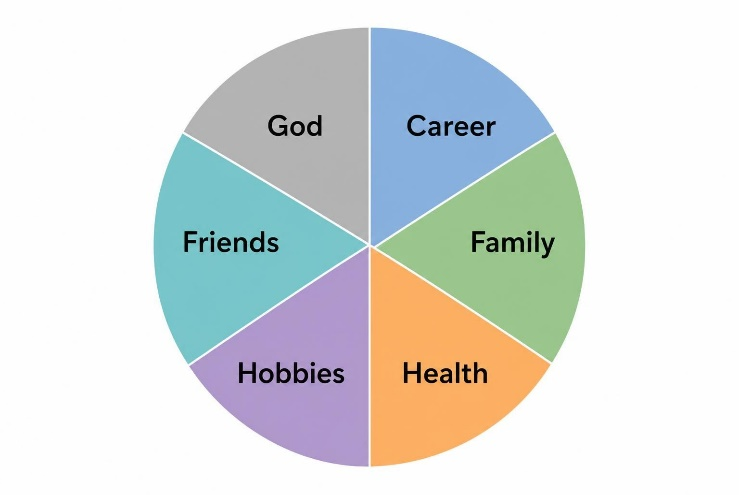 God
Career
Friends
Family
Hobbies
Health